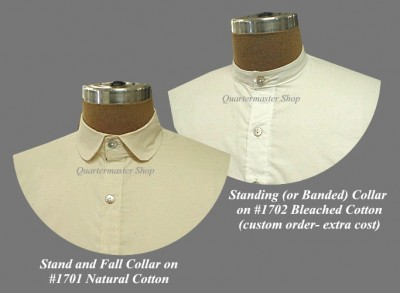 Quartermaster Shop
Quartermaster Shop
Standing (or Banded) Collar
on #1702 Bleached Cotton
(custom order- extra cost)
Stand and Fall Collar on
#1701 Natural Cotton